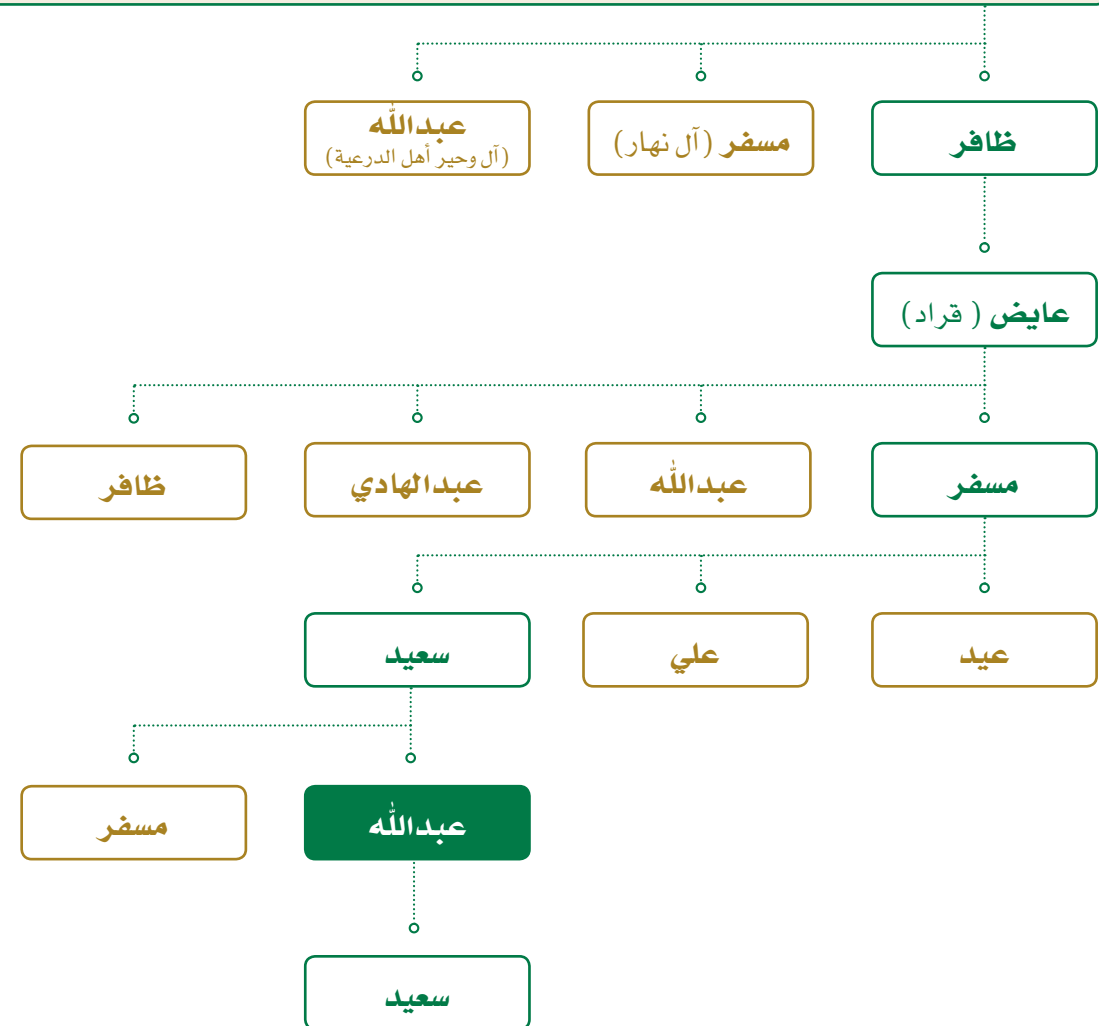 ظافر
مسفر (آل نهار)
عبدالله
(آل وحير أهل الدرعية)
عايض ( قراد)
مسفر
عبدالله
عبدالهادي
ظافر
عيد
علي
سعيد
عبدالله
مسفر
سعيد